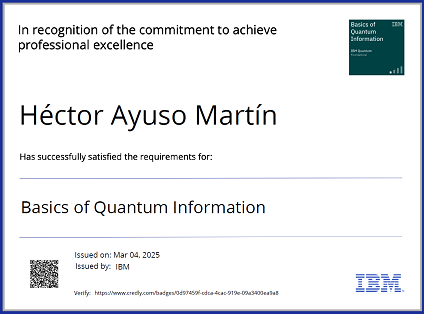 In recognition of the commitment to achieve
professional excellence
Basics of
Quantum
Information
IBM
IBM Quantum
Héctor Ayuso Martín
Has successfully satisfied the requirements for:
Basics of Quantum Information
Issued on: Mar 04, 2025
Issued by: IBM
Verify: https://www.credly.com/badges/0d97459f-cdca-4cac-919e-09a3400ea9a8
IBM